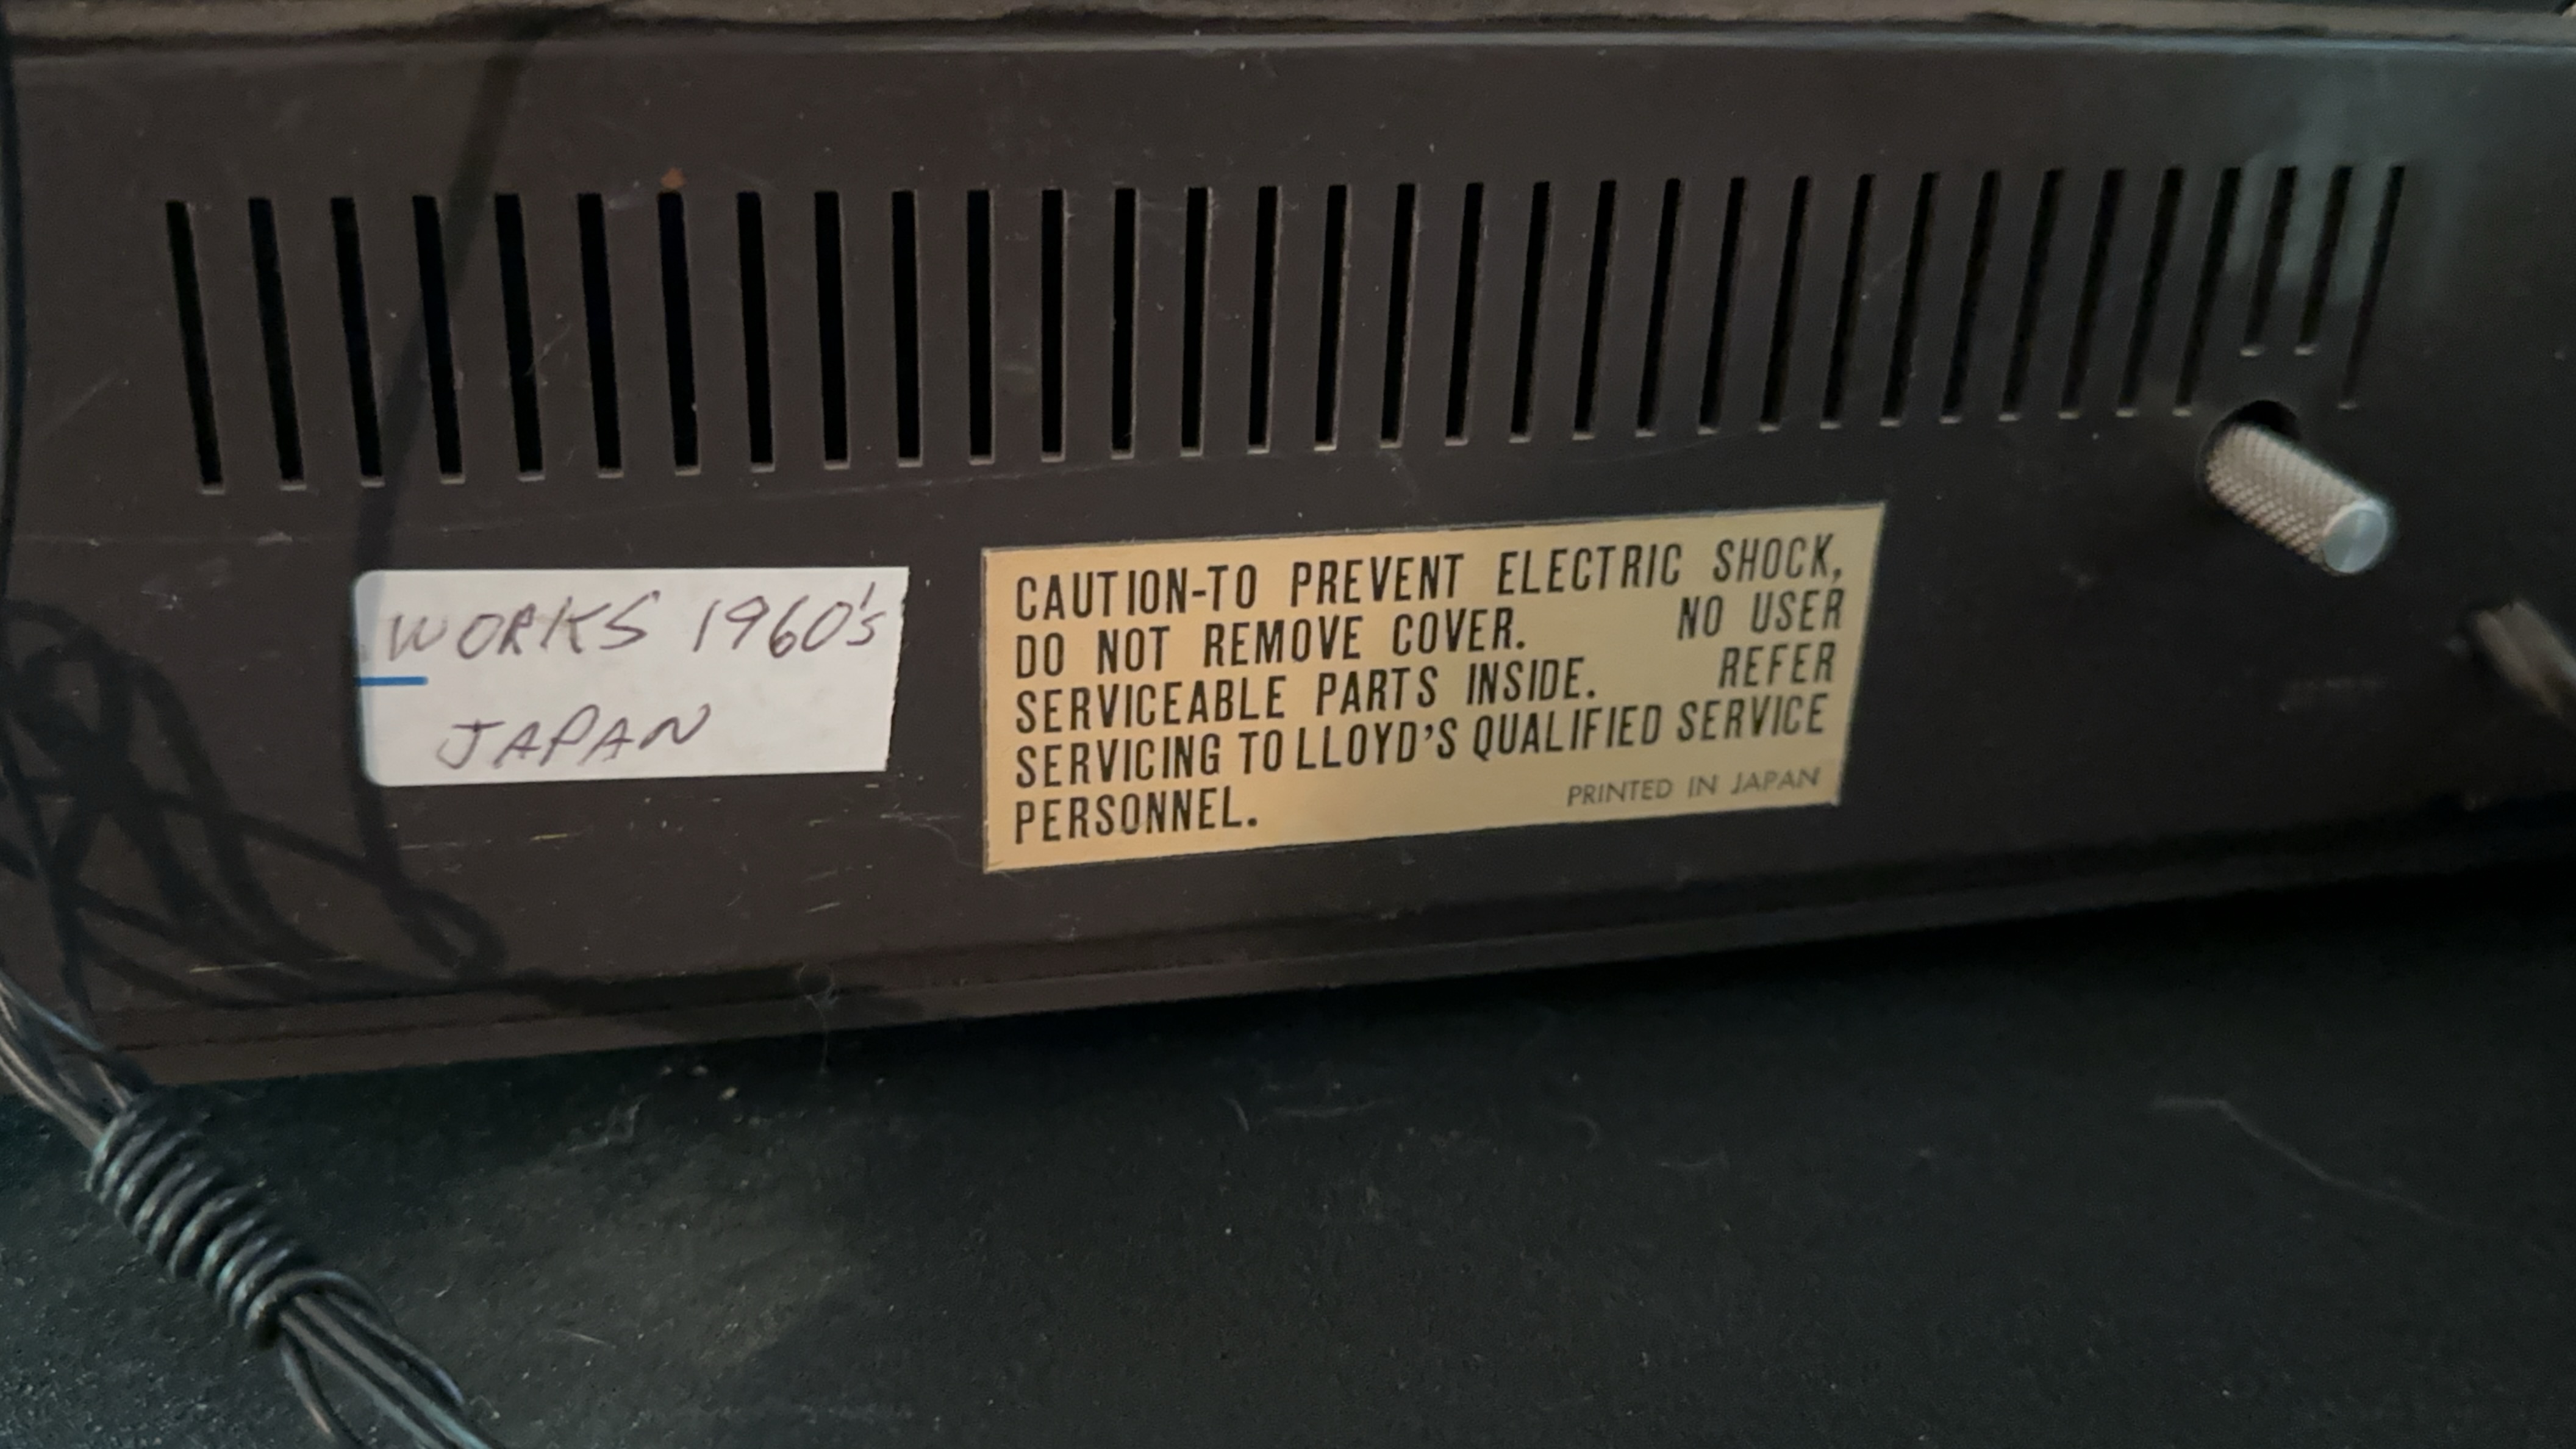 WORKS 1960's
JAPAN
CAUTION-TO PREVENT ELECTRIC SHOCK,
DO NOT REMOVE COVER. NO USER
SERVICEABLE PARTS INSIDE. REFER
SERVICING TO LLOYD'S QUALIFIED SERVICE
PERSONNEL.
PRINTED IN JAPAN